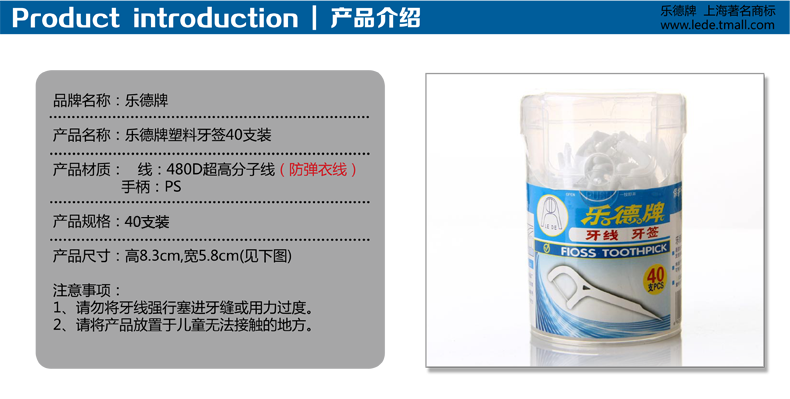 Product introduction | 产品介绍
乐德牌 上海著名商标
www.lede.tmall.com
品牌名称：乐德牌
产品名称：乐德牌塑料牙签40支装
产品材质： 线：480D超高分子线（防弹衣线）
手柄：PS
产品规格：40支装
产品尺寸：高8.3cm,宽5.8cm(见下图)
注意事项：
1、请勿将牙线强行塞进牙缝或用力过度。
2、请将产品放置于儿童无法接触的地方。
LE DE
乐德牌
牙线 牙签
FlOSS TOOTHPICK
40
支PCS